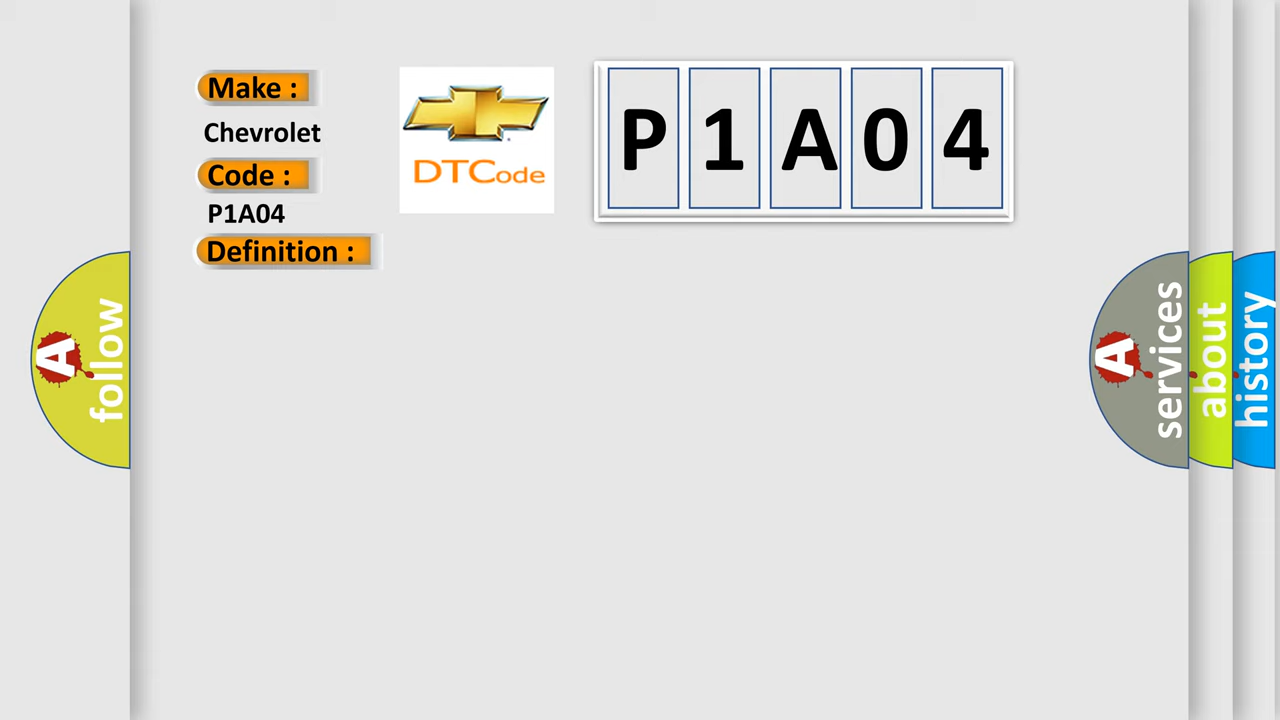 Make :
Chevrolet
Code :
P1A04
Definition :
DTCode
P 1 A 0 4
A follow
A services
about
history